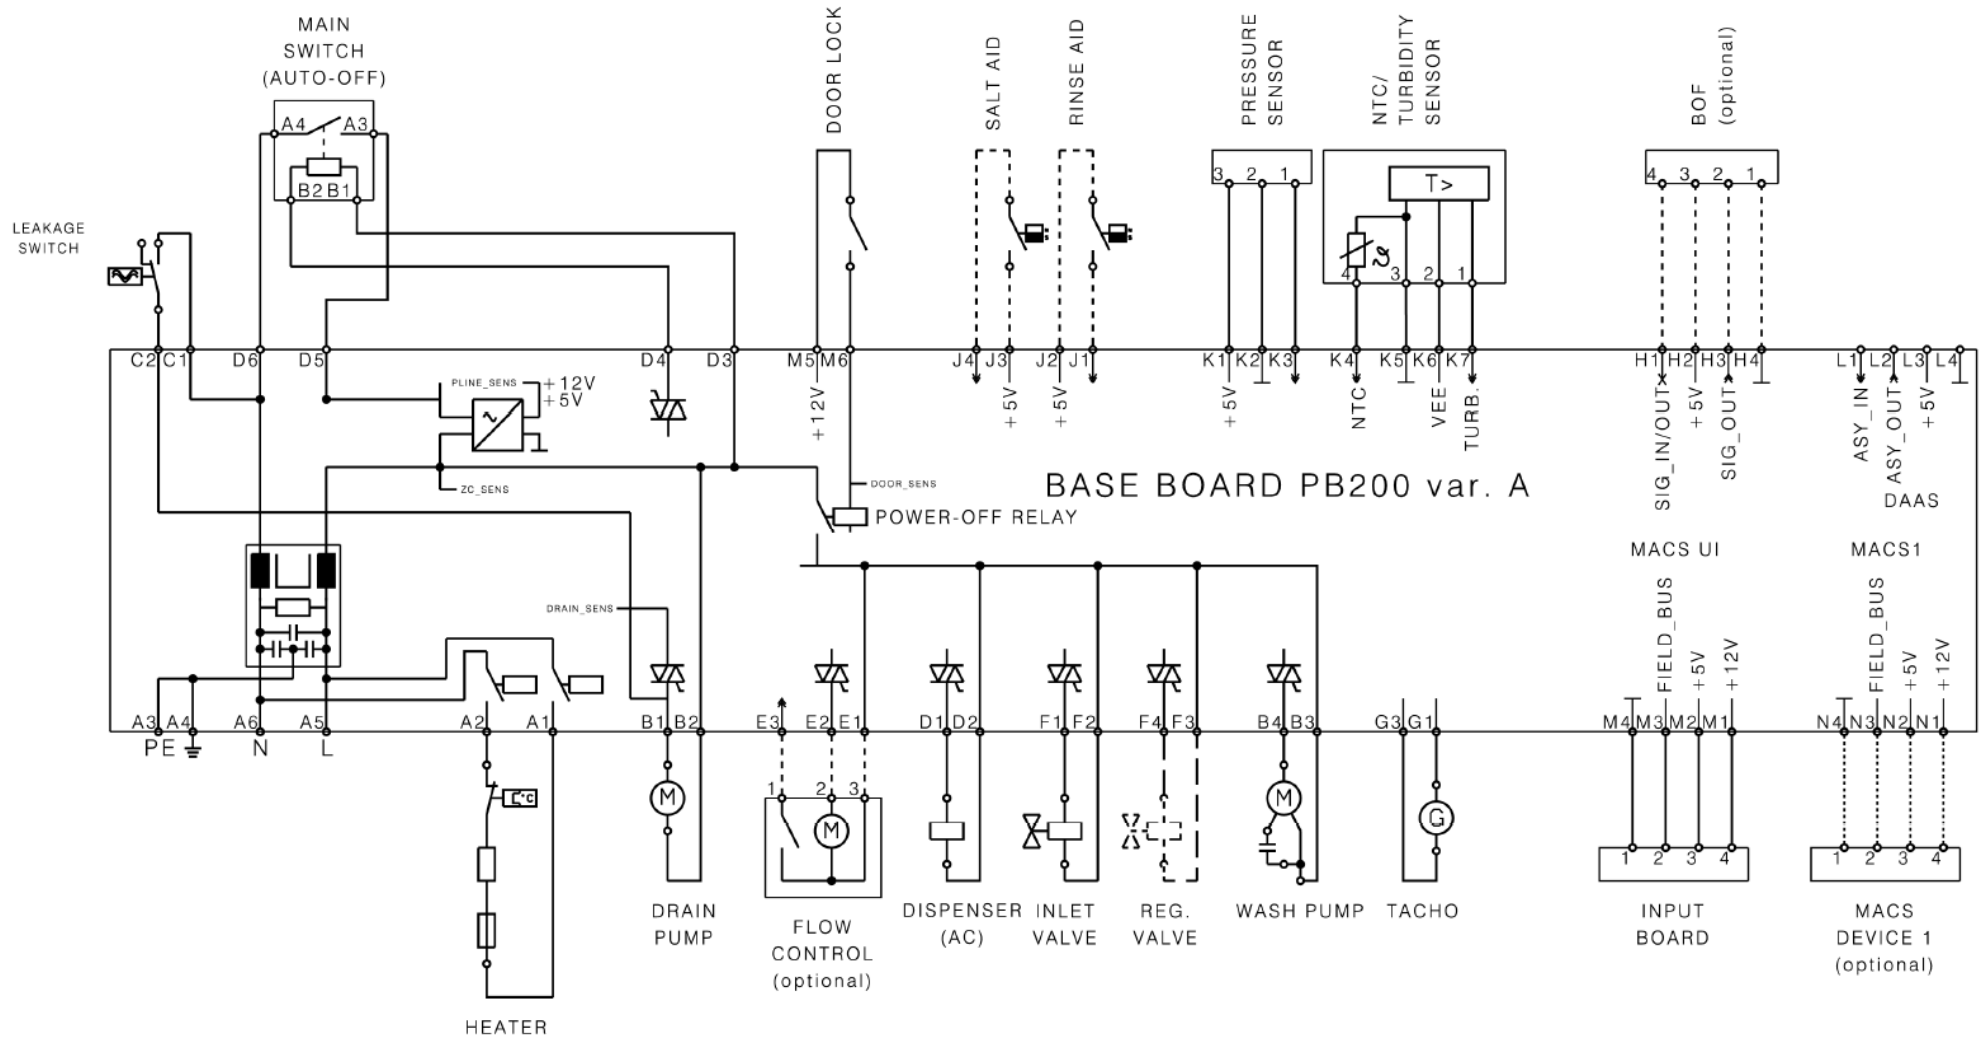 MAIN
SWITCH
(AUTO-OFF)
A4 A3
B2 B1
LEAKAGE
SWITCH
DOOR LOCK
SALT AID
RINSE AID
PRESSURE
SENSOR
3 2 1
NTC/
TURBIDITY
SENSOR
T>
4 3 2 1
BOF
(optional)
4 3 2 1
C2 C1 D6 D5 D4 D3 M5 M6 J4 J3 J2 J1 K1 K2 K3 K4 K5 K6 K7 H1 H2 H3 H4 L1 L2 L3 L4
PLINE_SENS
+12V
+5V
ZC_SENS
+12V
+5V
+5V
+5V
NTC
VEE
TURB.
SIG_IN/OUT
+5V
SIG_OUT
ASY_IN
ASY_OUT
+5V
DAAS
DOOR_SENS
BASE BOARD PB200 var. A
POWER-OFF RELAY
MACS UI
MACS1
DRAIN_SENS
FIELD_BUS
+5V
+12V
FIELD_BUS
+5V
+12V
A3 A4 A6 A5 A2 A1 B1 B2 E3 E2 E1 D1 D2 F1 F2 F4 F3 B4 B3 G3 G1 M4 M3 M2 M1 N4 N3 N2 N1
PE N L
°C
M
1 2 3
M
M
G
1 2 3 4
1 2 3 4
HEATER
DRAIN
PUMP
FLOW
CONTROL
(optional)
DISPENSER
(AC)
INLET
VALVE
REG.
VALVE
WASH PUMP
TACHO
INPUT
BOARD
MACS
DEVICE 1
(optional)